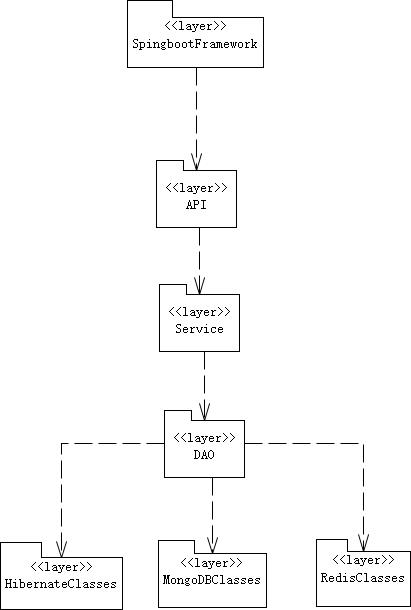 <<layer>>
SpingbootFramework
<<layer>>
API
<<layer>>
Service
<<layer>>
DAO
<<layer>>
HibernateClasses
<<layer>>
MongoDBClasses
<<layer>>
RedisClasses